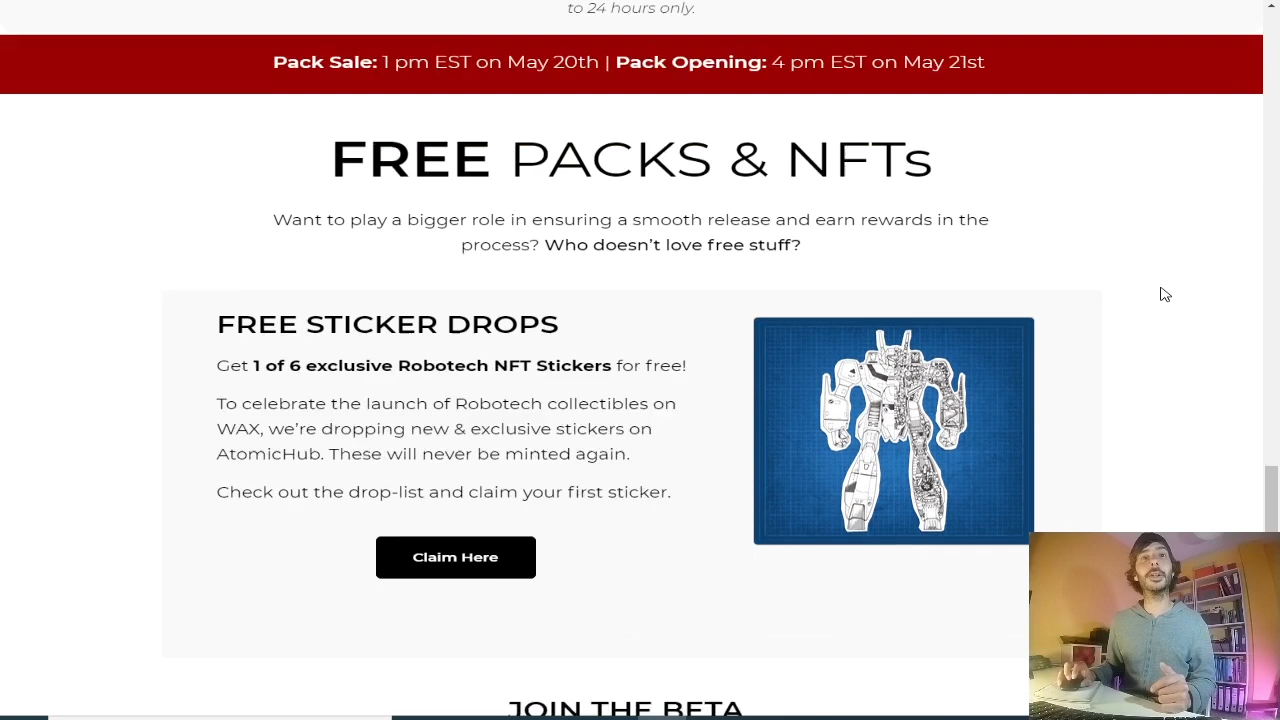 to 24 hours only.
Pack Sale: 1 pm EST on May 20th | Pack Opening: 4 pm EST on May 21st
FREE PACKS & NFTs
Want to play a bigger role in ensuring a smooth release and earn rewards in the
process? Who doesn’t love free stuff?
FREE STICKER DROPS
Get 1 of 6 exclusive Robotech NFT Stickers for free!
To celebrate the launch of Robotech collectibles on
WAX, we’re dropping new & exclusive stickers on
AtomicHub. These will never be minted again.
Check out the drop-list and claim your first sticker.
Claim Here
JOIN THE BETA